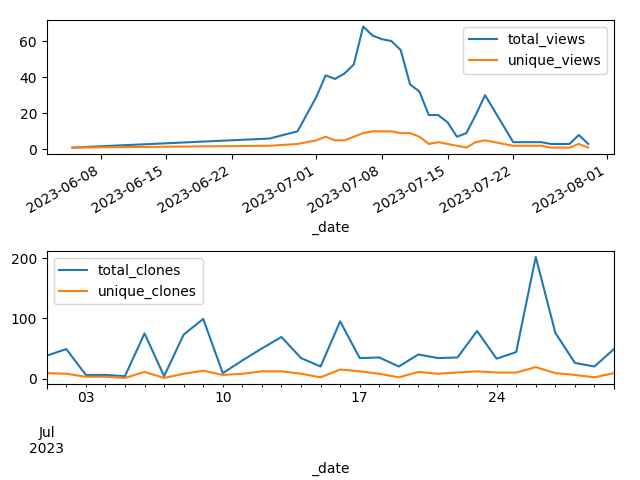 60
40
20
0
total_views
unique_views
2023-06-08
2023-06-15
2023-06-22
2023-07-01
2023-07-08
2023-07-15
2023-07-22
2023-08-01
_date
200
100
0
total_clones
unique_clones
03
10
17
24
Jul
2023
_date